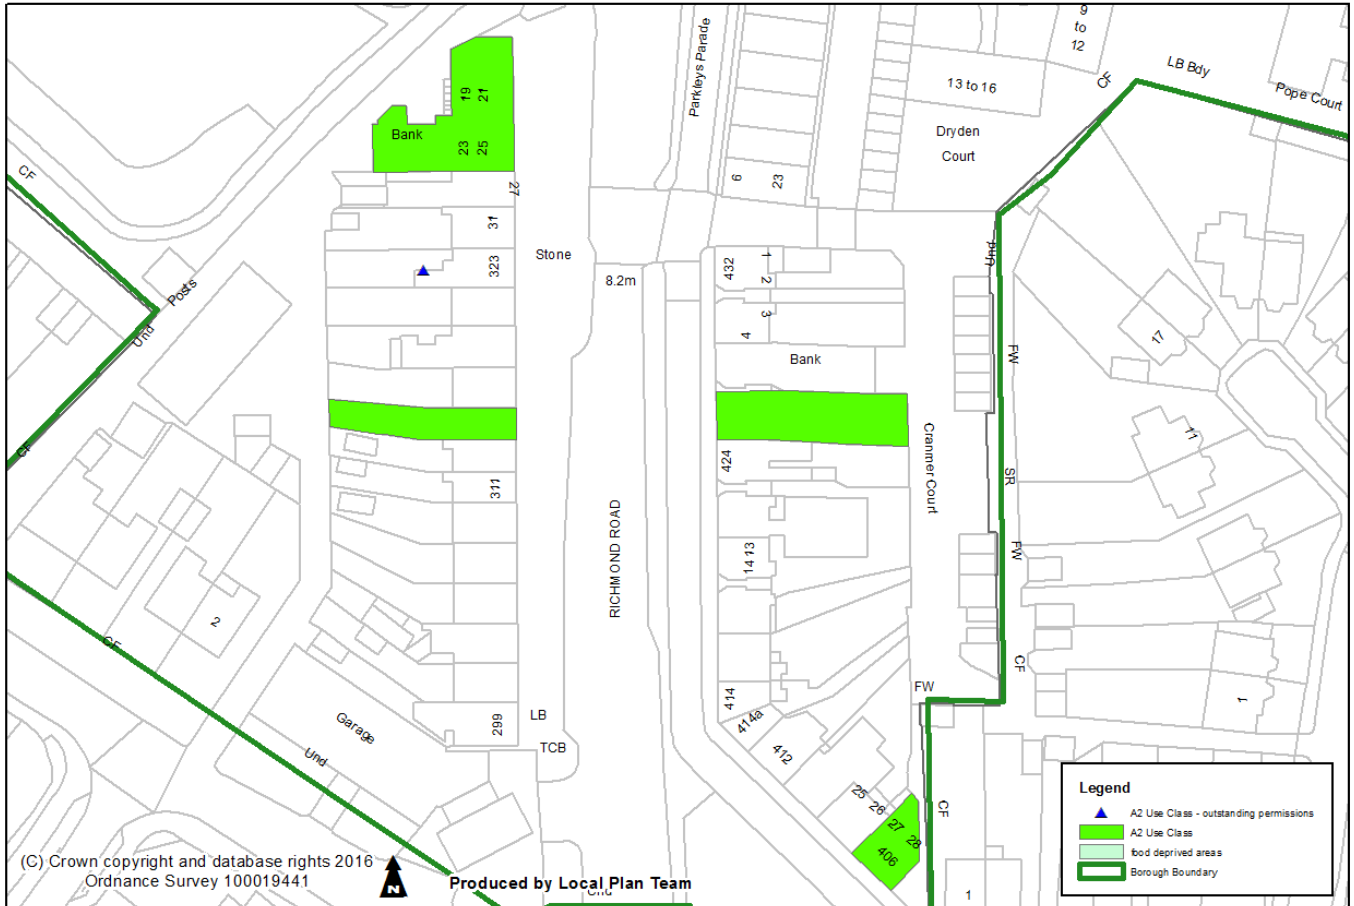 9
to
12
LB Bdy
CF
Pope Court
13 to 16
Parkleys Parade
Dryden
Court
19
21
Bank
23
25
CF
27
6
23
31
Stone
323
8.2m
432
1
2
3
4
Und
Posts
Und
FW
17
Bank
CF
311
424
Cranmer Court
11
SR
RICHMOND ROAD
14 13
FW
2
CF
CF
FW
1
414
414a
412
299
LB
TCB
Garage
Und
25
26
27
28
406
CF
1
Legend
A2 Use Class - outstanding permissions
A2 Use Class
food deprived areas
Borough Boundary
(C) Crown copyright and database rights 2016
Ordnance Survey 100019441
N
Produced by Local Plan Team